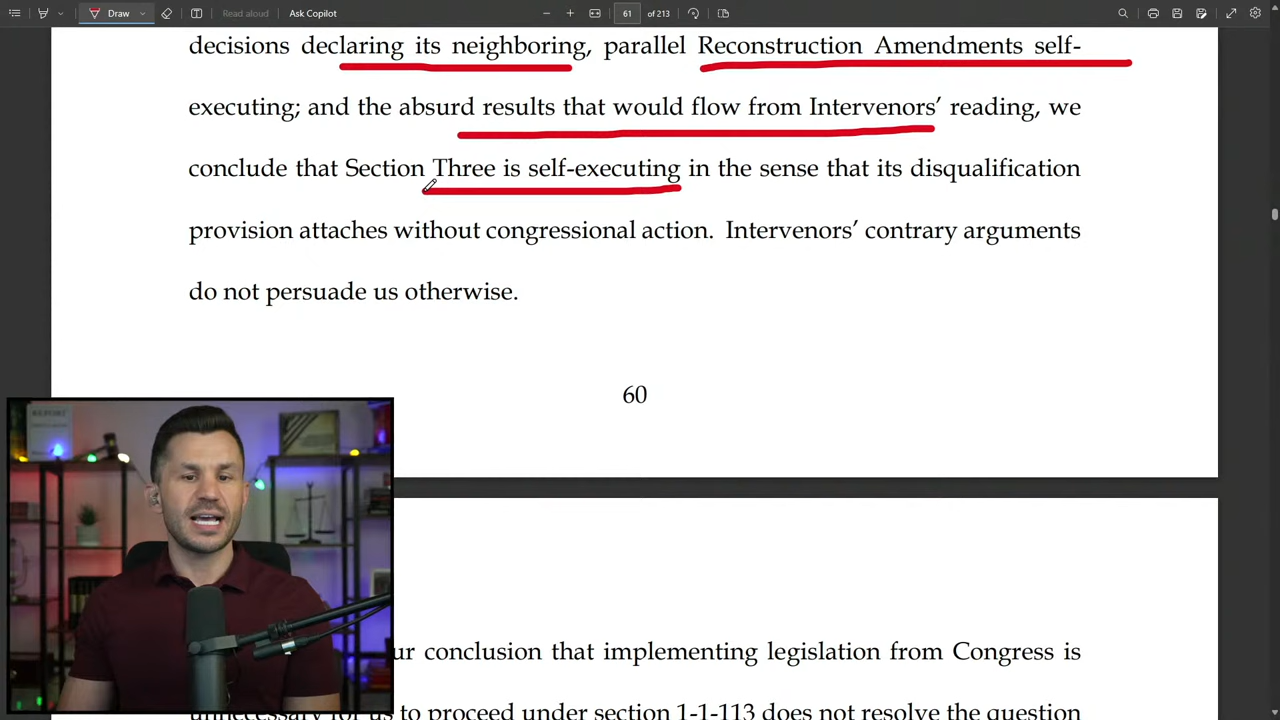 Draw
Read aloud
Ask Copilot
61 of 213
decisions declaring its neighboring, parallel Reconstruction Amendments self-
executing; and the absurd results that would flow from Intervenors’ reading, we
conclude that Section Three is self-executing in the sense that its disqualification
provision attaches without congressional action. Intervenors’ contrary arguments
do not persuade us otherwise.
60
ur conclusion that implementing legislation from Congress is
unnecessary for us to proceed under section 1-1-113 does not resolve the question